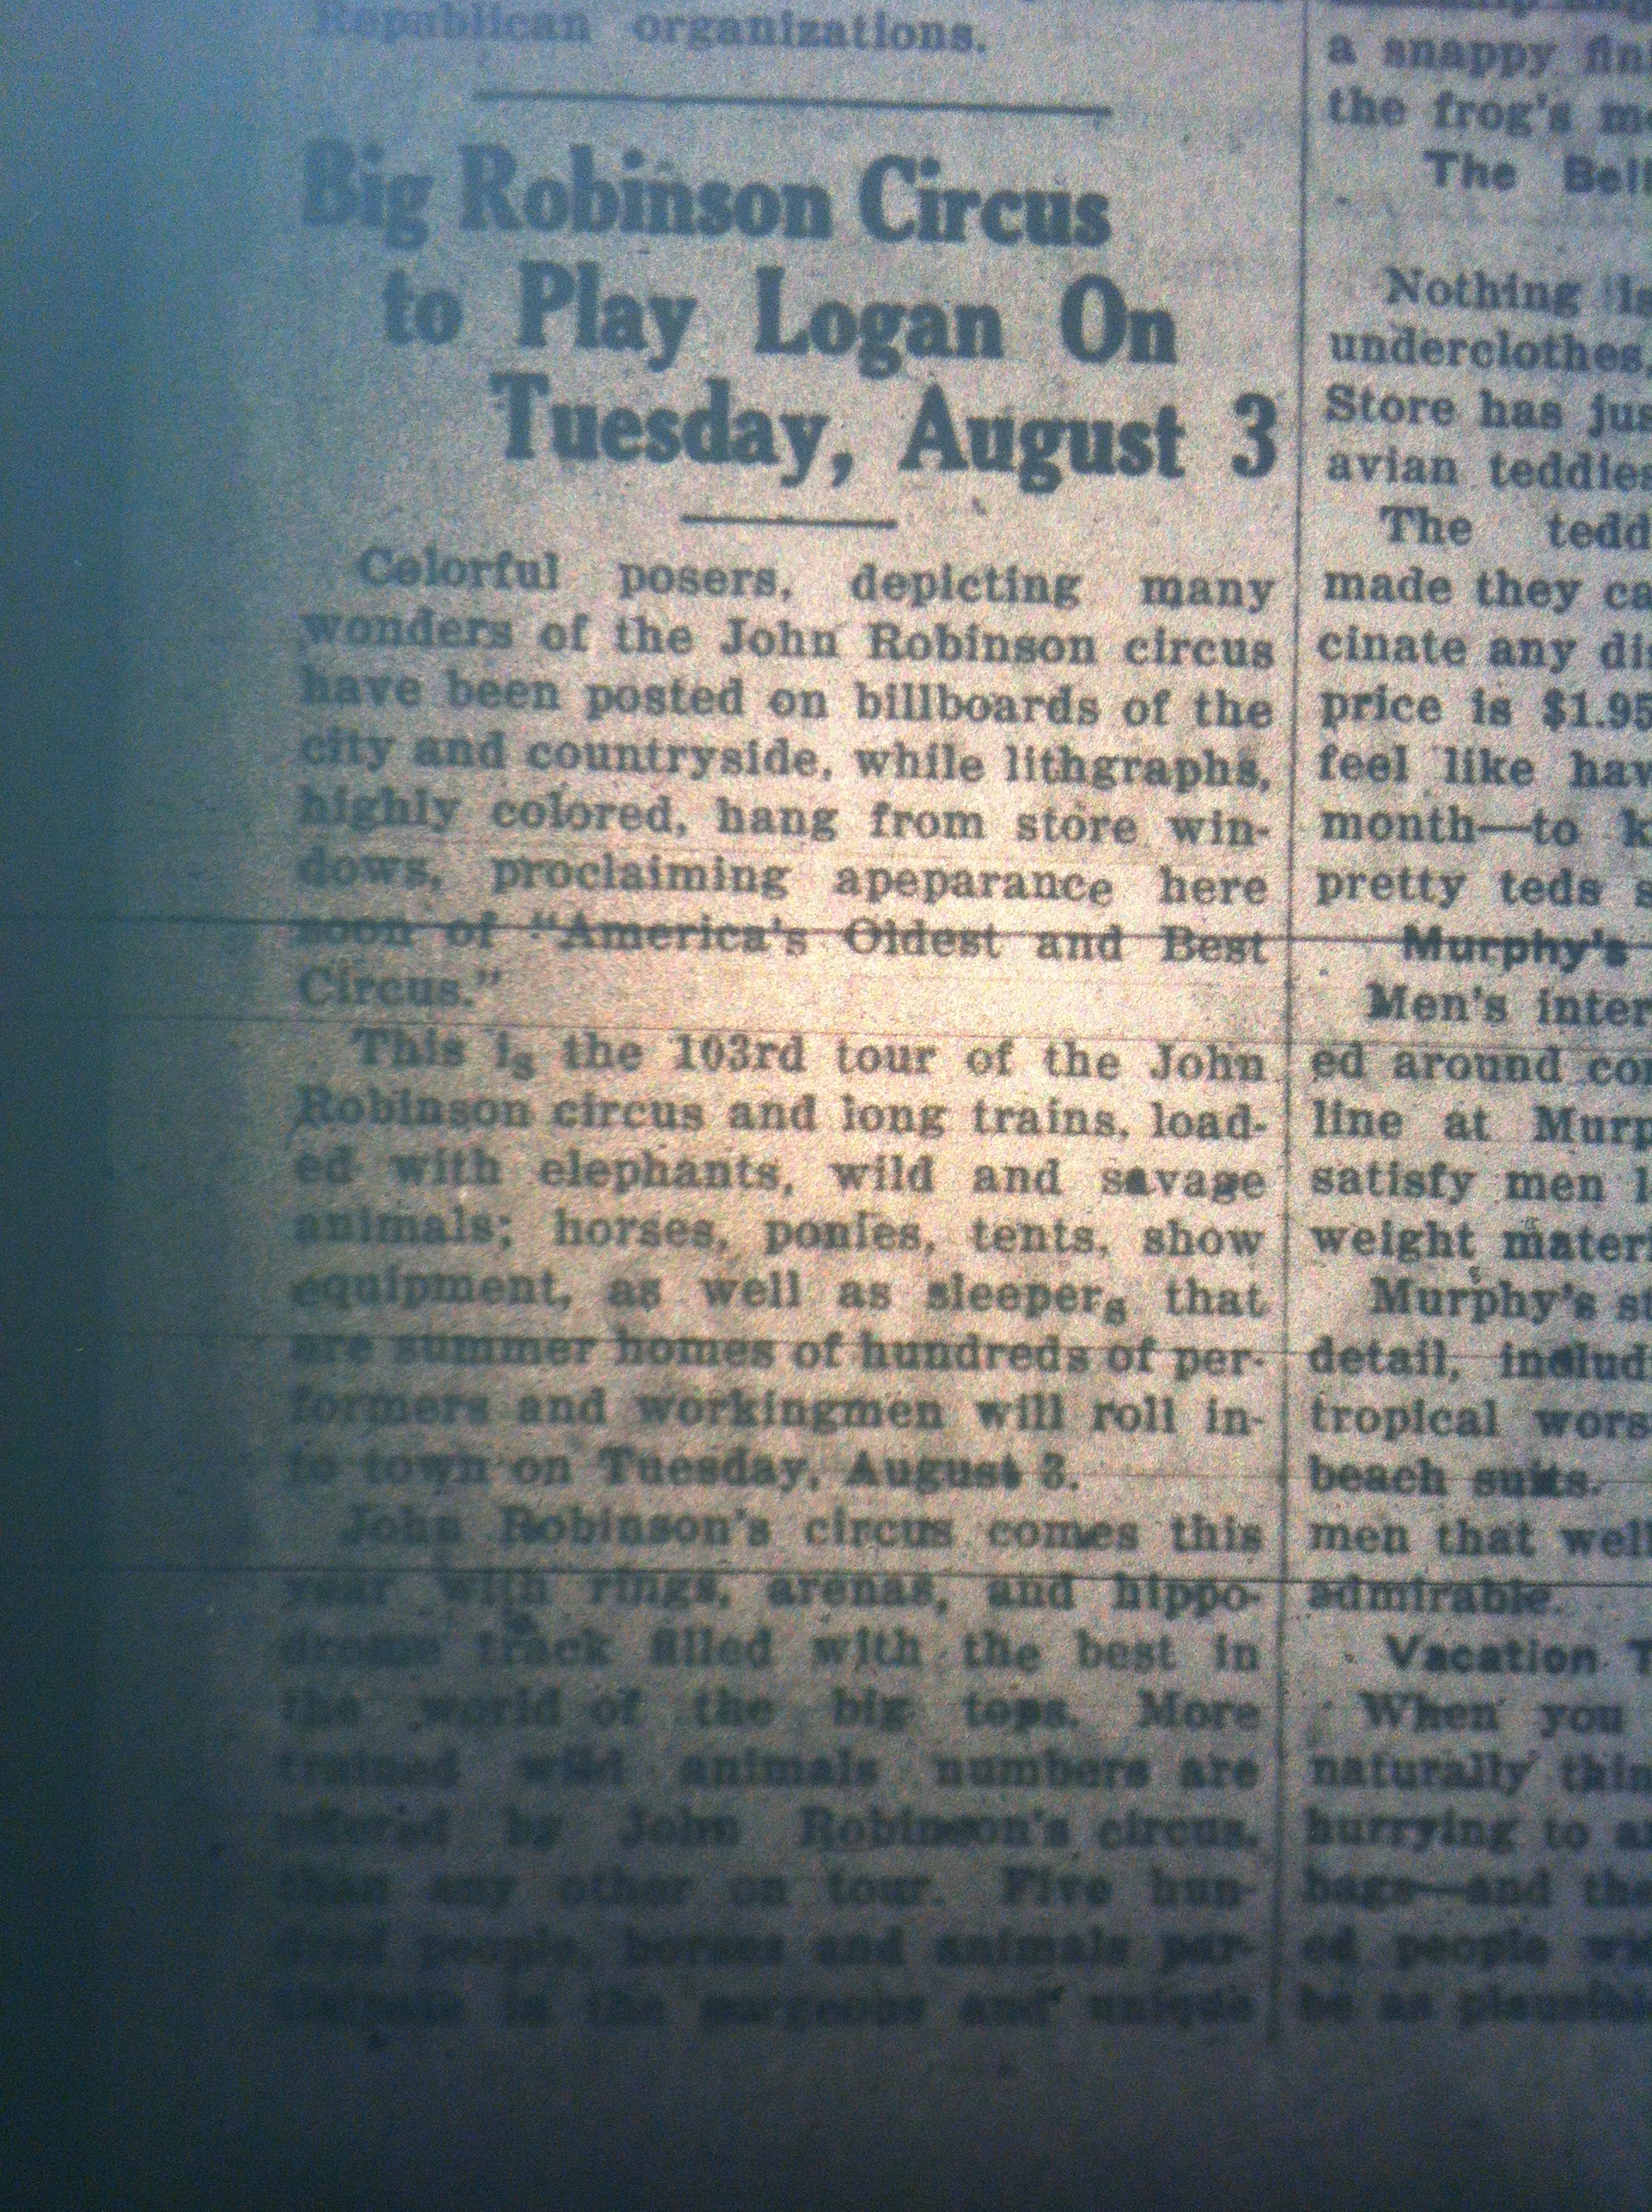 Republican organizations.
Big Robinson Circus
to Play Logan On
Tuesday, August 3
Colorful posers, depicting many
wonders of the John Robinson circus
have been posted on billboards of the
city and countryside, while lithgraphs,
highly colored, hang from store win-
dows, proclaiming apeparance here
soon of "America's Oldest and Best
Circus."
This is the 103rd tour of the John
Robinson circus and long trains, load-
ed with elephants, wild and savage
animals; horses, ponies, tents, show
equipment, as well as sleepers that
are summer homes of hundreds of per-
formers and workingmen will roll in-
to town on Tuesday, August 3.
John Robinson's circus comes this
year with rings, arenas, and hippo-
drome track filled with the best in
the world of the big tops. More
trained wild animals numbers are
offered by John Robinson's circus,
than any other on tour. Five hun-
dred people, horses and animals par-
in the gorgeous and unique
a snappy
the frog's
The
Nothing
underclothes,
Store has
avian
The
made they
cinate any
price is
feel like
month—to
pretty teds
Murphy's
Men's
ed around
line at
satisfy men
weight
Murphy's
detail,
tropical
beach suits.
men that
admirable.
Vacation
When you
naturally
hurrying to
bags—and
ed people
be as